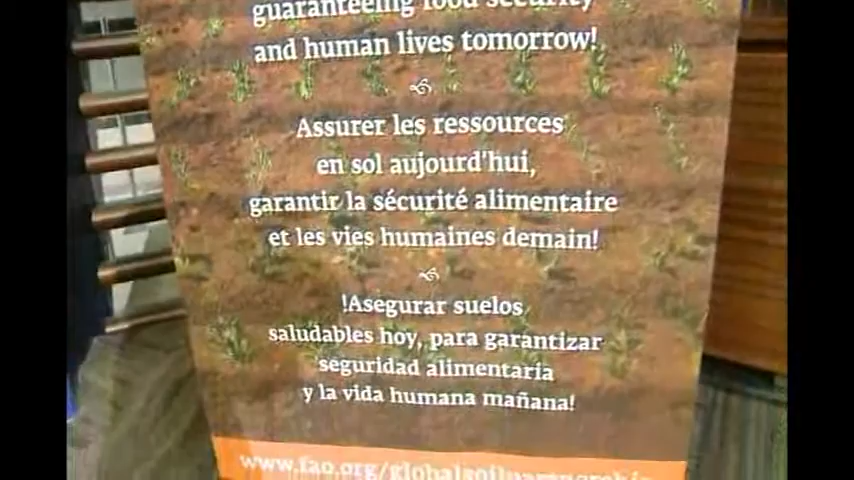 guaranteeing food security
and human lives tomorrow!
Assurer les ressources
en sol aujourd'hui,
garantir la sécurité alimentaire
et les vies humaines demain!
!Asegurar suelos
saludables hoy, para garantizar
seguridad alimentaria
y la vida humana mañana!
www.fao.org/globalsoilpartnership